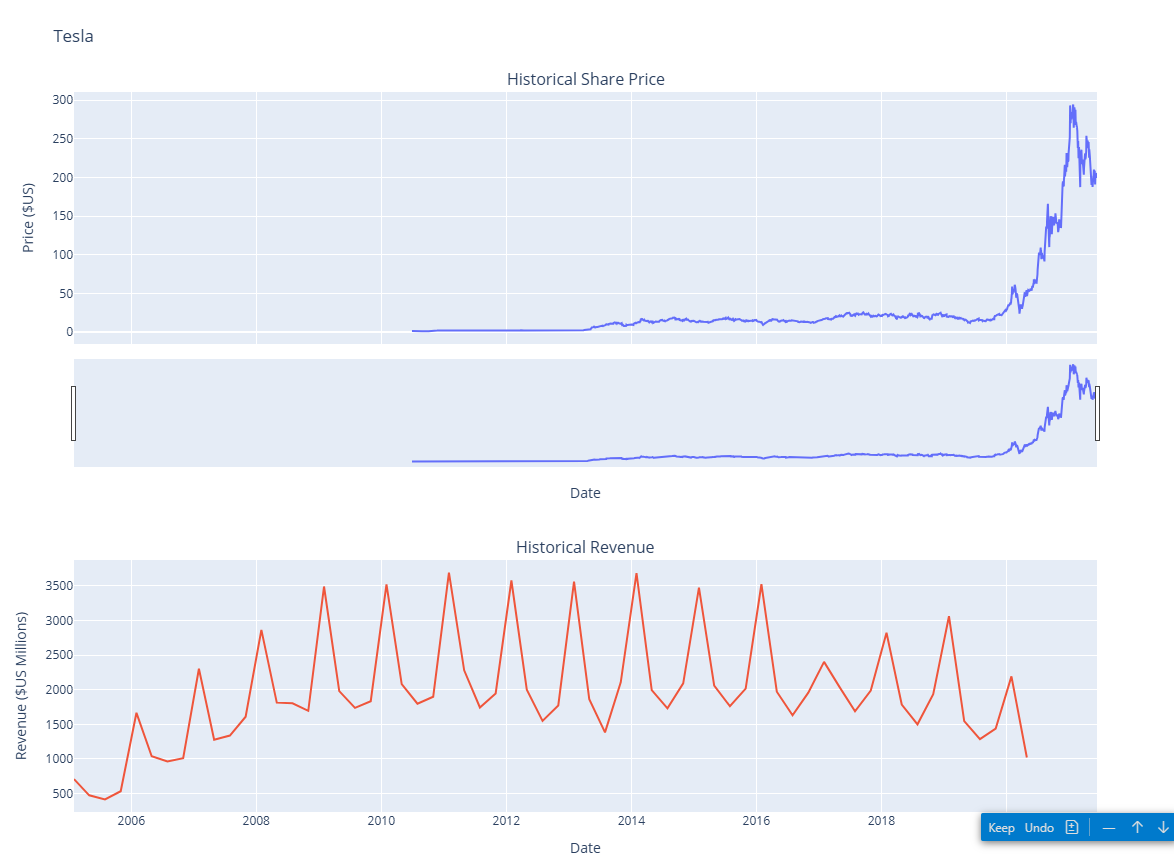 Tesla
Historical Share Price
300
250
200
150
100
50
0
Price ($US)
Date
Historical Revenue
3500
3000
2500
2000
1500
1000
500
Revenue ($US Millions)
2006 2008 2010 2012 2014 2016 2018
Keep Undo
Date